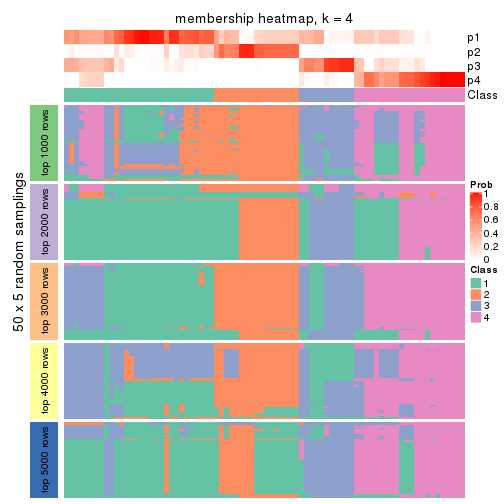 membership heatmap, k = 4
p1
p2
p3
p4
Class
50 x 5 random samplings
top 1000 rows
top 2000 rows
top 3000 rows
top 4000 rows
top 5000 rows
Prob
1
0.8
0.6
0.4
0.2
0
Class
1
2
3
4